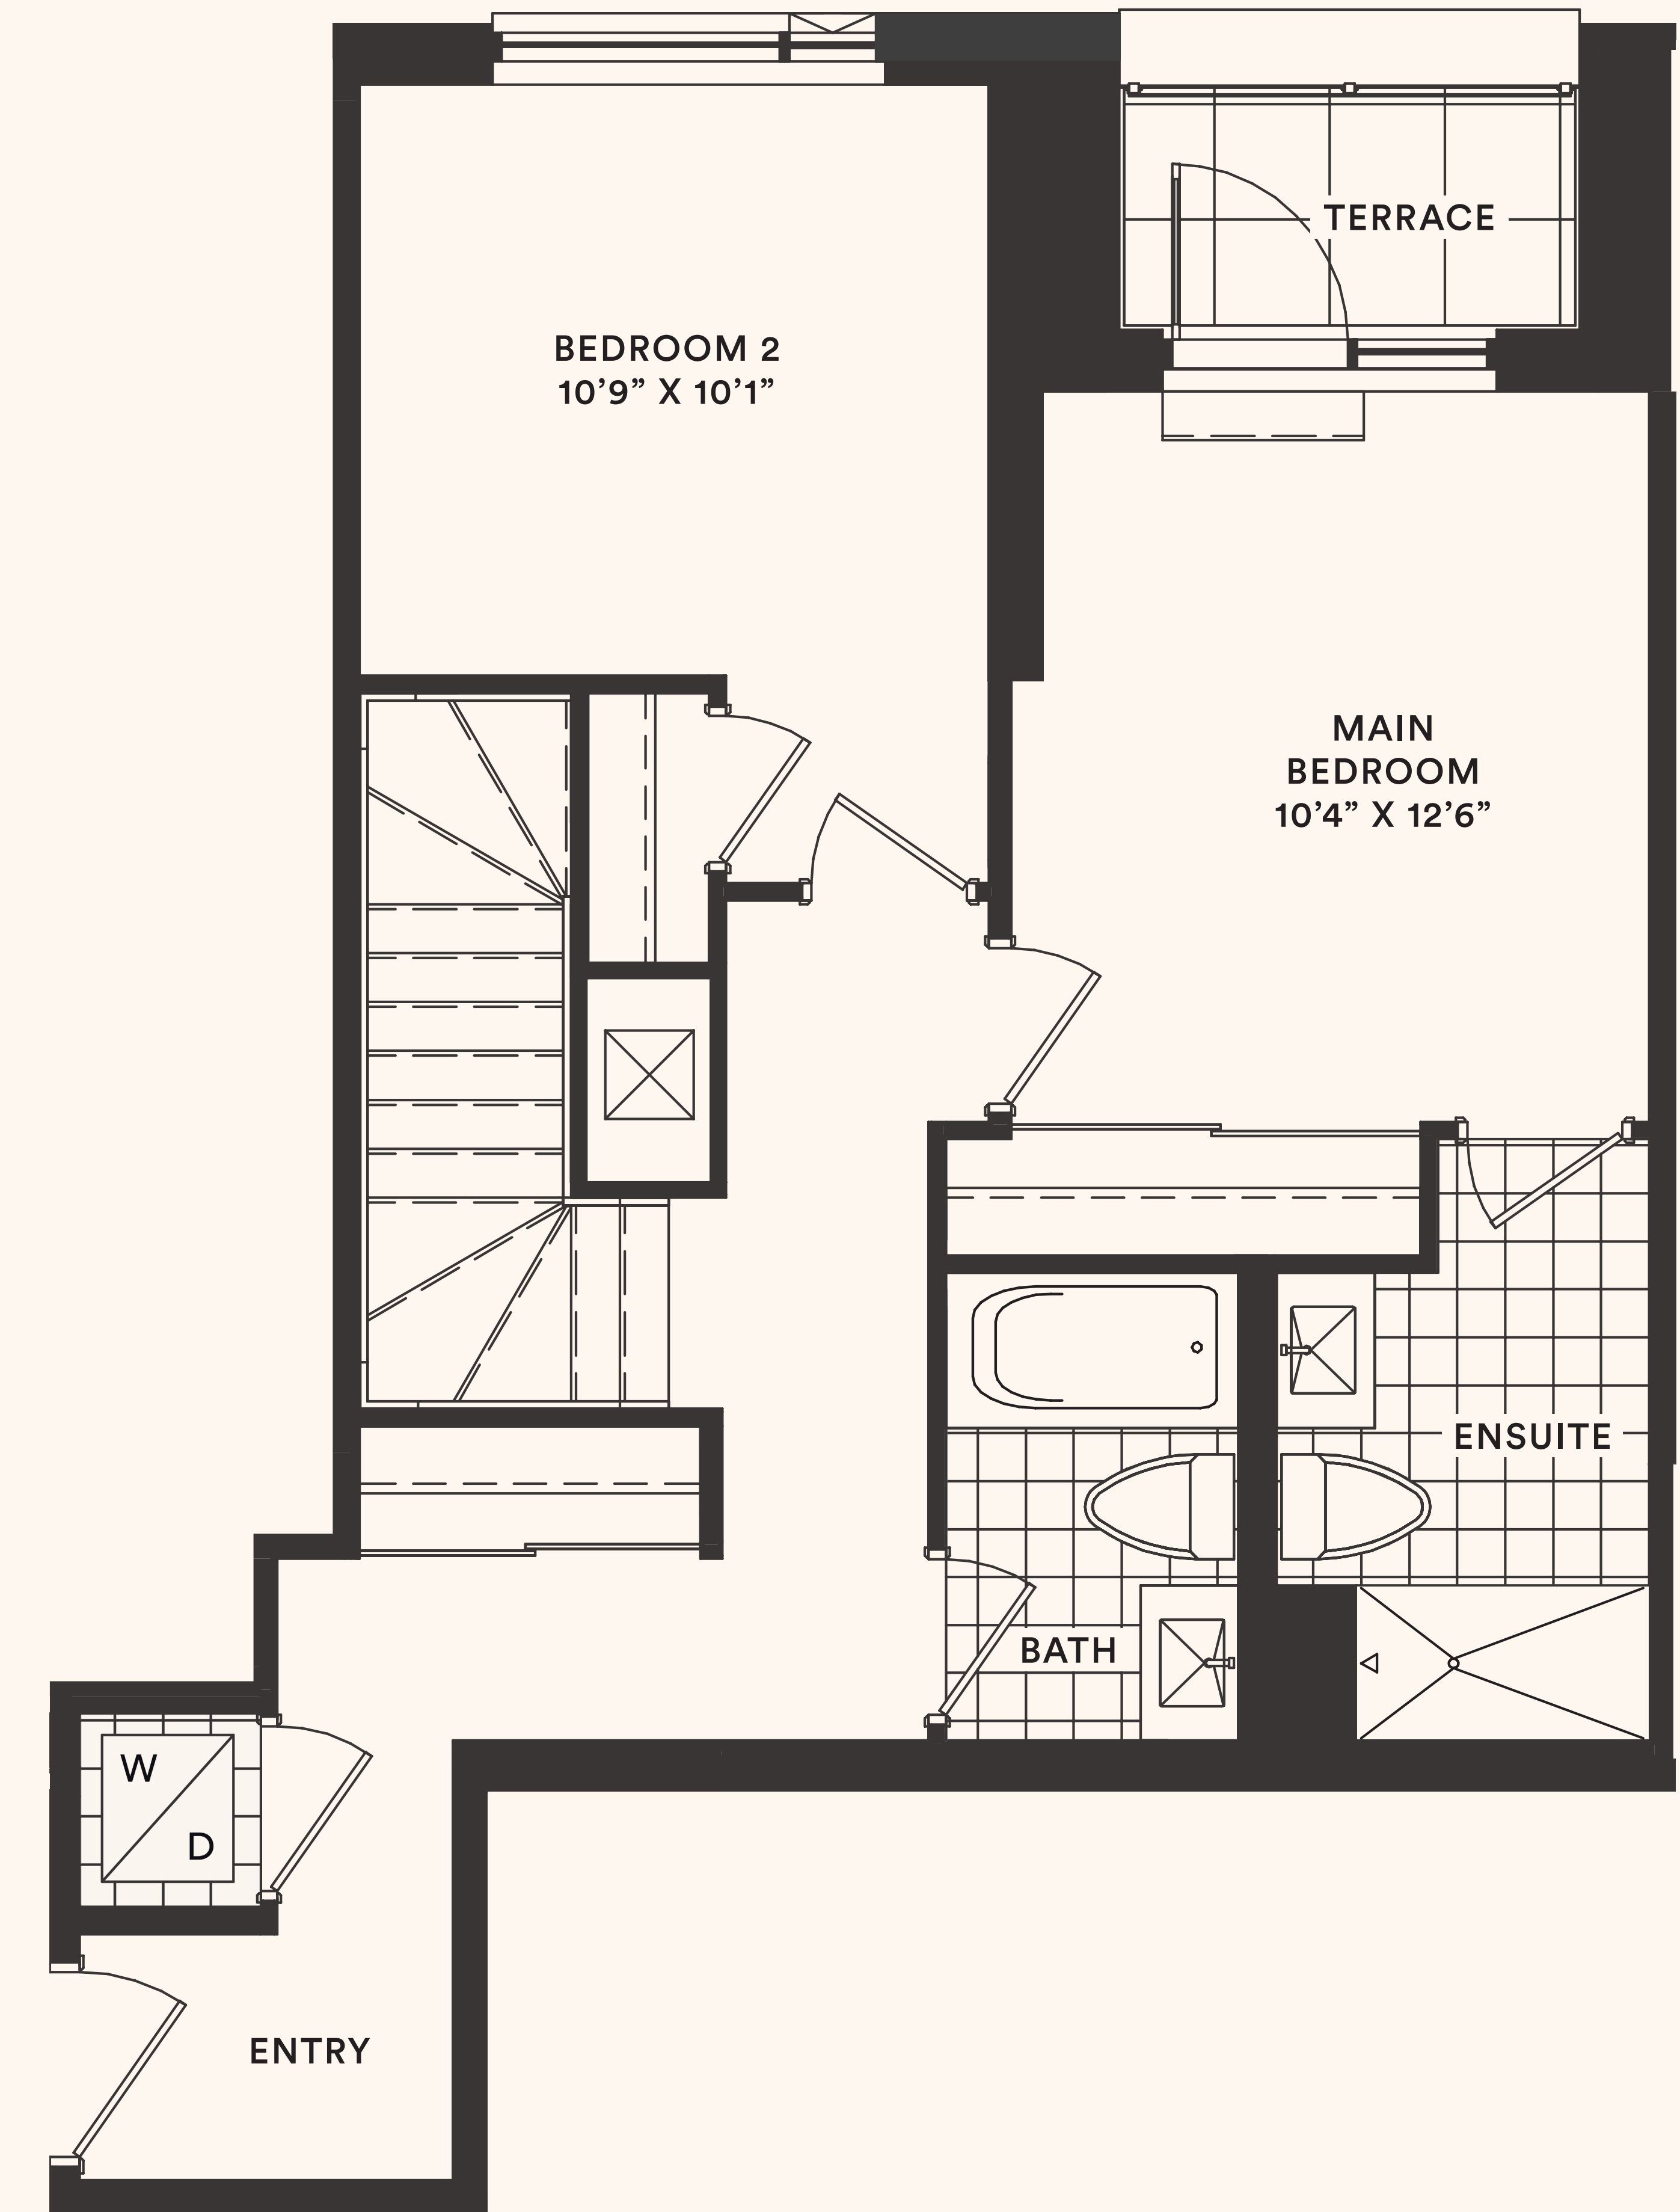 TERRACE
BEDROOM 2
10’9” X 10’1”
MAIN
BEDROOM
10’4” X 12’6”
ENSUITE
BATH
W
D
ENTRY